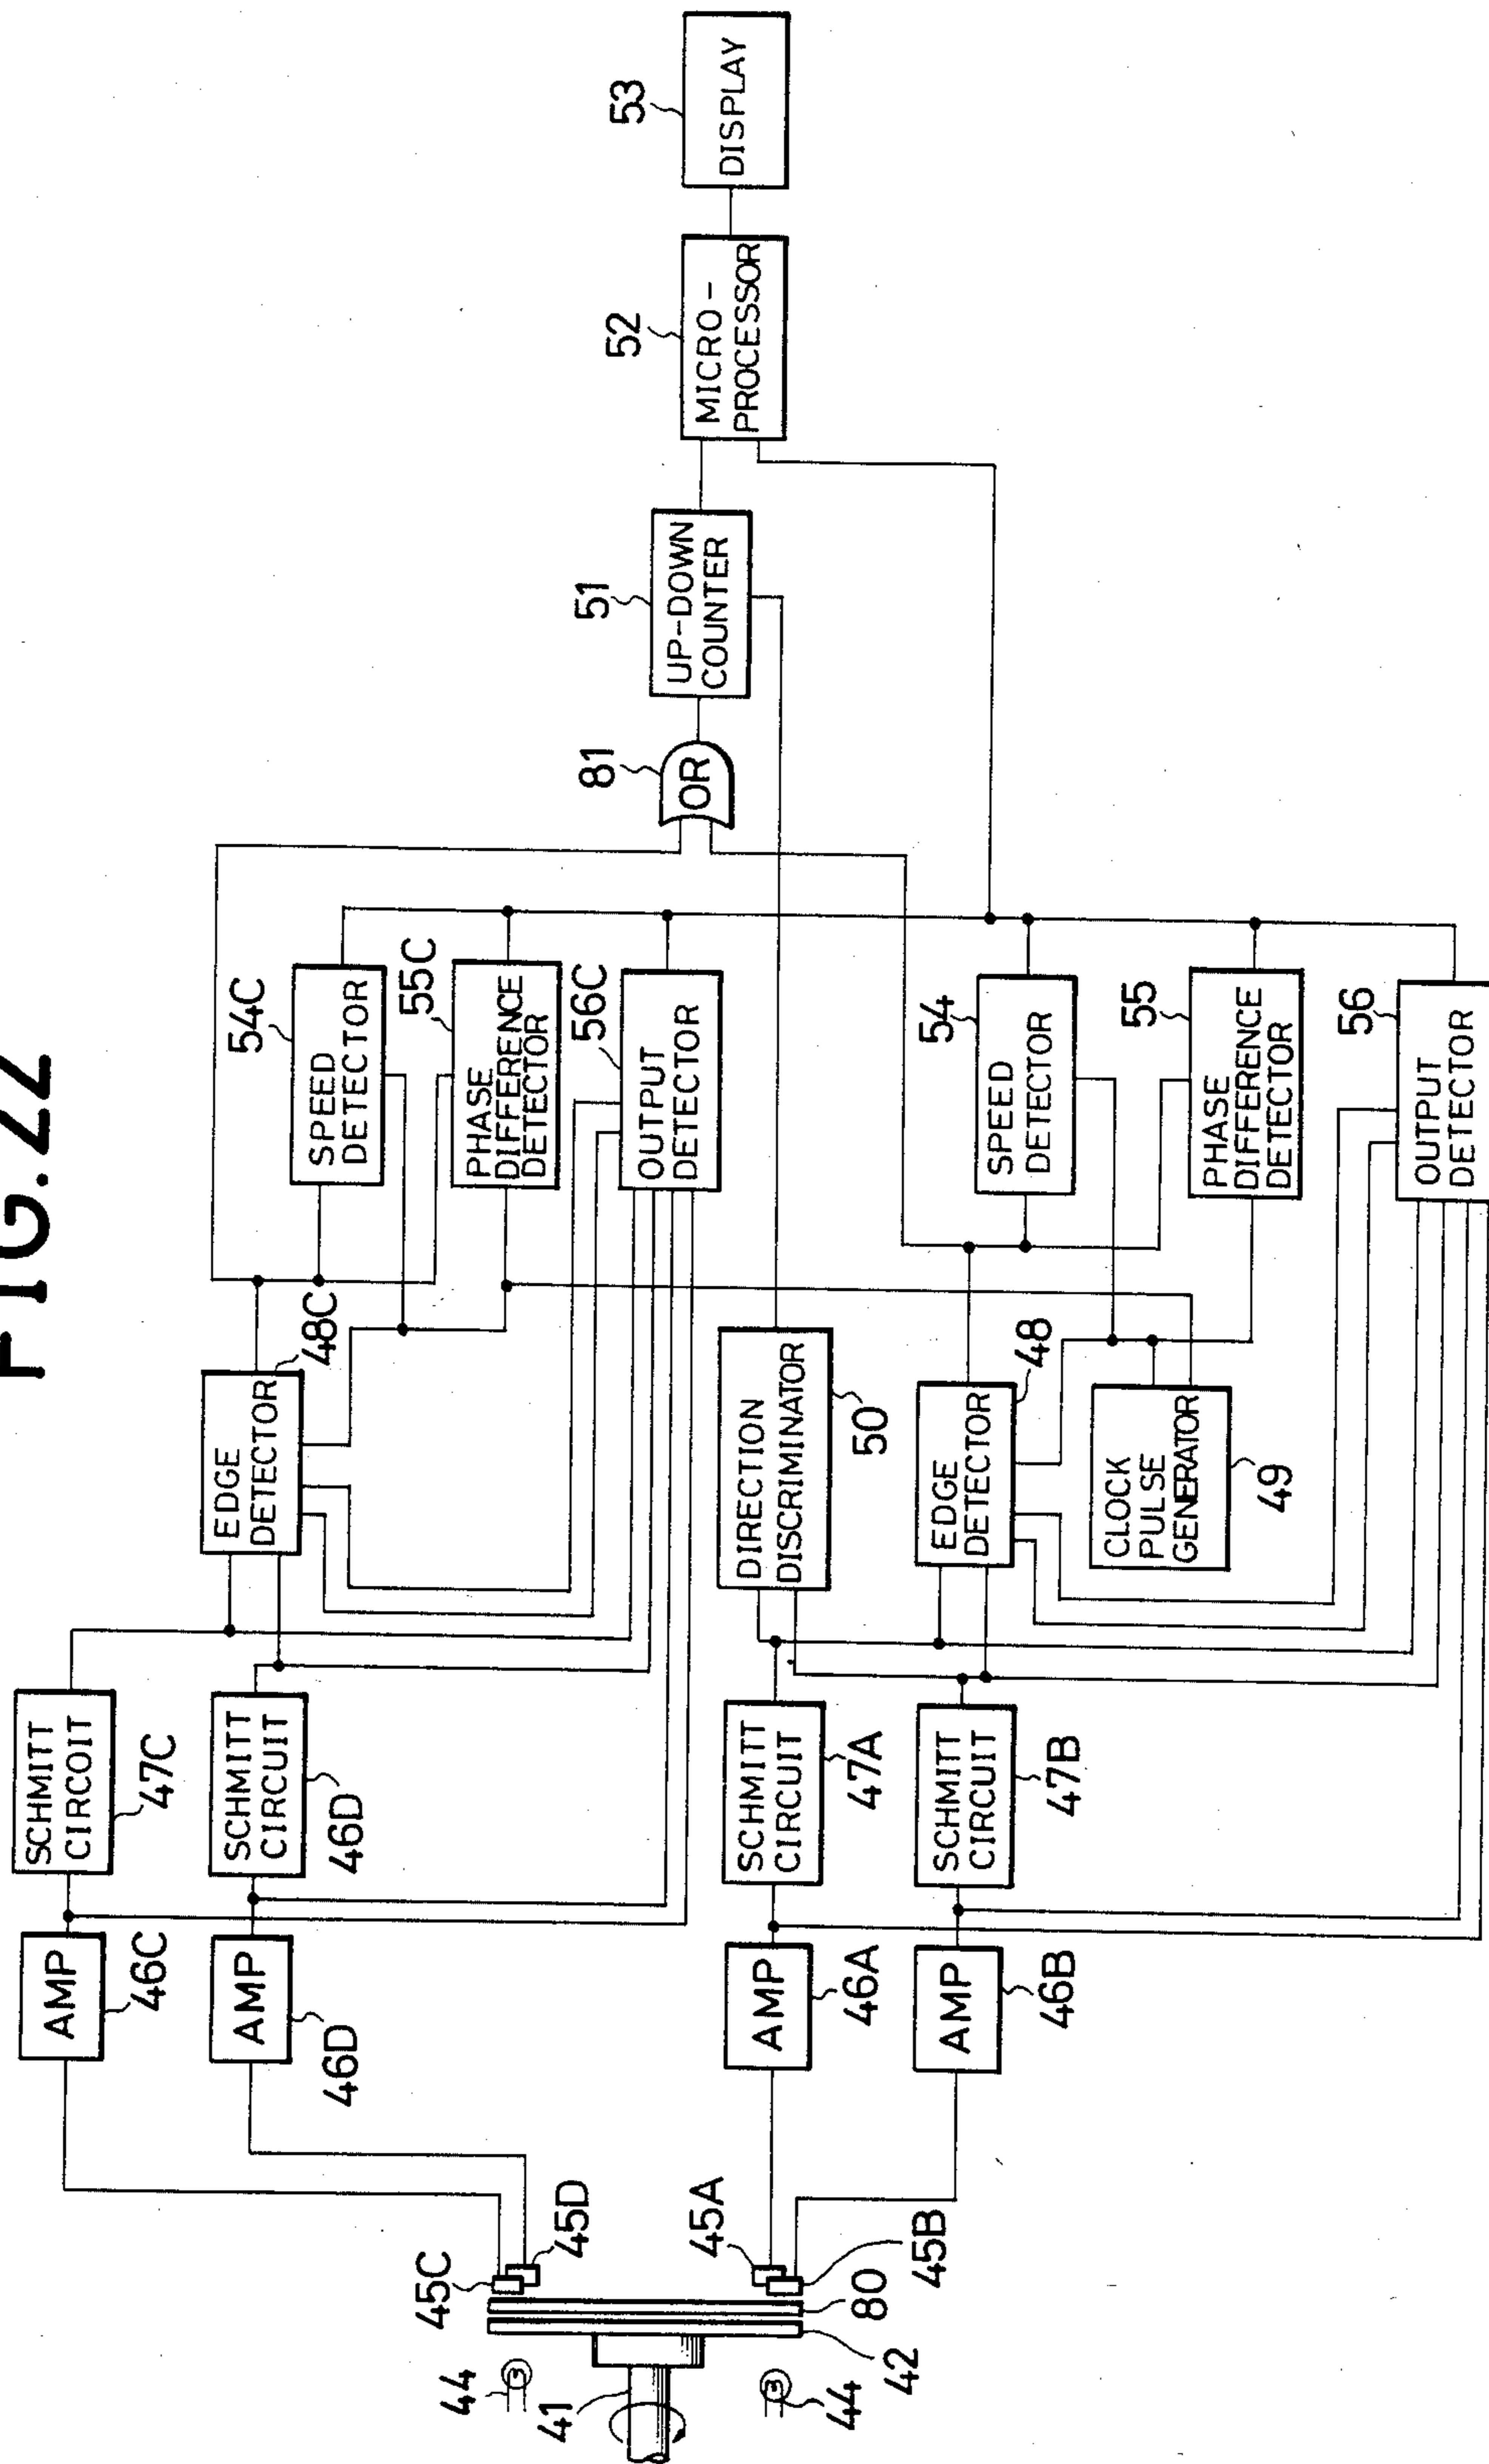 FIG. 22
44
41
44
42
80
45C
45D
45A
45B
AMP
46C
AMP
46D
AMP
46A
AMP
46B
SCHMITT
CIRCOIT
47C
SCHMITT
CIRCUIT
46D
SCHMITT
CIRCUIT
47A
SCHMITT
CIRCUIT
47B
EDGE
DETECTOR
48C
DIRECTION
DISCRIMINATOR
50
EDGE
DETECTOR
48
CLOCK
PULSE
GENERATOR
49
SPEED
DETECTOR
54C
PHASE
DIFFERENCE
DETECTOR
55C
OUTPUT
DETECTOR
56C
SPEED
DETECTOR
54
PHASE
DIFFERENCE
DETECTOR
55
OUTPUT
DETECTOR
56
OR
81
UP-DOWN
COUNTER
51
MICRO-
PROCESSOR
52
DISPLAY
53